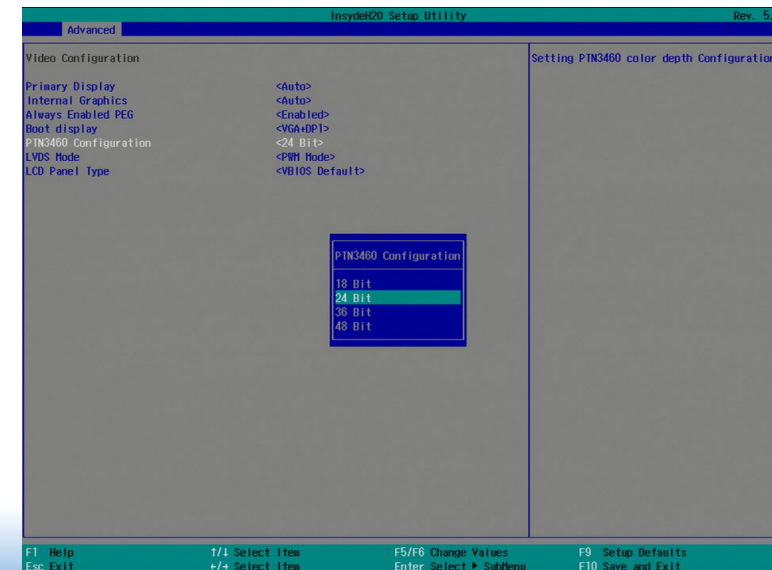 InsydeH2O Setup Utility Rev. 5.
Advanced
Video Configuration
Setting PTN3460 color depth Configuration
Primary Display <Auto>
Internal Graphics <Auto>
Always Enabled PEG <Enabled>
Boot display <VGA+DP1>
PTN3460 Configuration <24 Bit>
LVDS Mode <PWM Mode>
LCD Panel Type <VBIOS Default>
PTN3460 Configuration
18 Bit
24 Bit
36 Bit
48 Bit
F1 Help ↑/↓ Select Item F5/F6 Change Values F9 Setup Defaults
Esc Exit ←/→ Select Item Enter Select ▶ SubMenu F10 Save and Exit